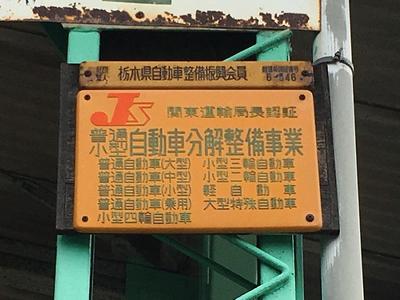 栃木県自動車整備振興会員
6-546
JS 関東運輸局長認証
普通
小型 自動車分解整備事業
普通自動車(大型) 小型三輪自動車
普通自動車(中型) 小型二輪自動車
普通自動車(小型) 軽自動車
普通自動車(乗用) 大型特殊自動車
小型四輪自動車